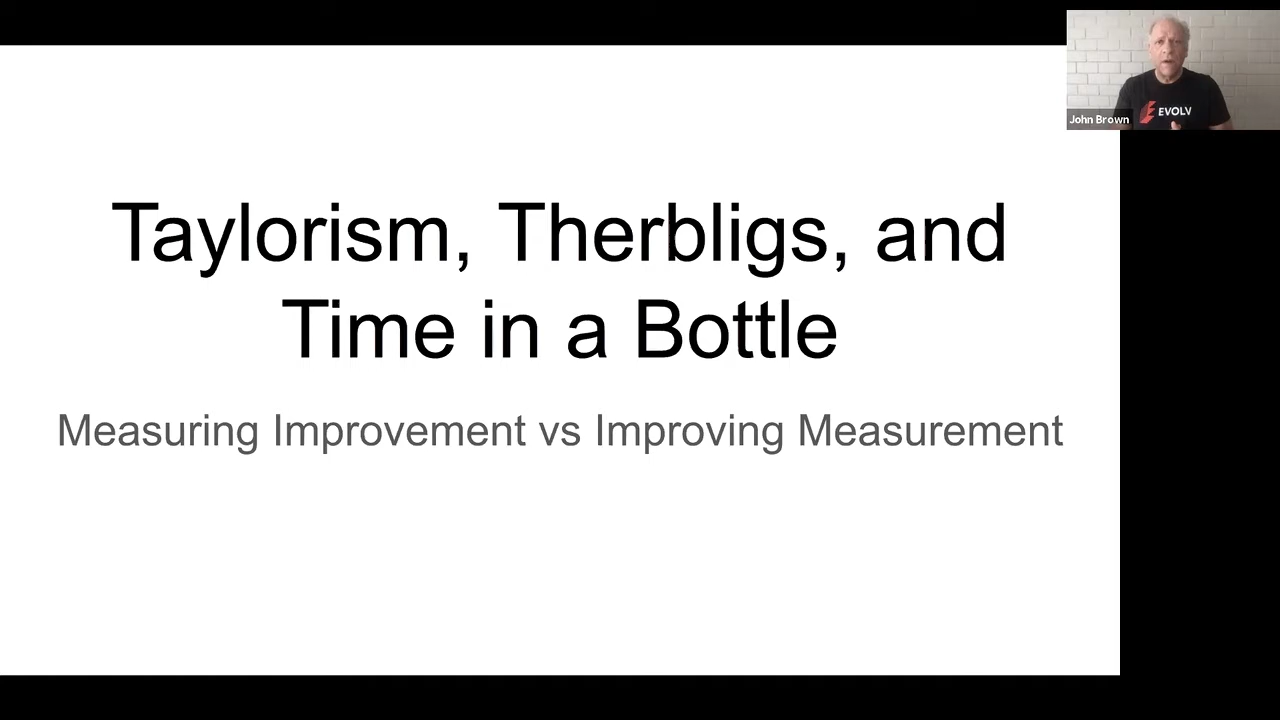 Taylorism, Therbligs, and
Time in a Bottle
Measuring Improvement vs Improving Measurement
EVOLV
John Brown